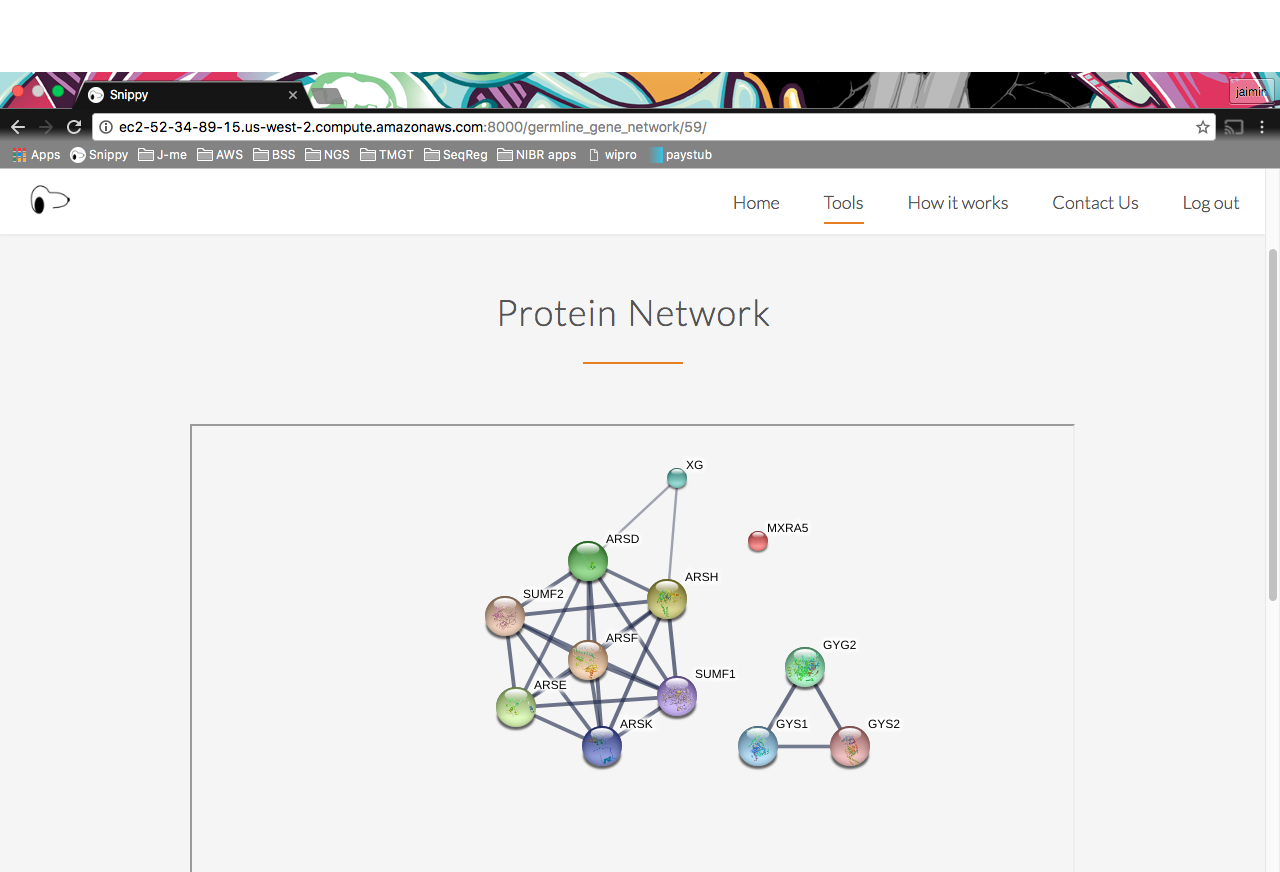 Snippy
jaimin
ec2-52-34-89-15.us-west-2.compute.amazonaws.com:8000/germline_gene_network/59/
Apps Snippy J-me AWS BSS NGS TMGT SeqReg NIBR apps wipro paystub
Home Tools How it works Contact Us Log out
Protein Network
XG
MXRA5
ARSD
ARSH
SUMF2
ARSF
GYG2
SUMF1
ARSE
ARSK
GYS1
GYS2